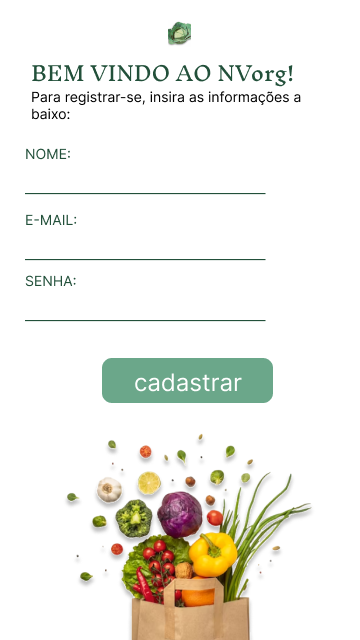 BEM VINDO AO NVorg!
Para registrar-se, insira as informações a
baixo:
NOME:
E-MAIL:
SENHA:
cadastrar